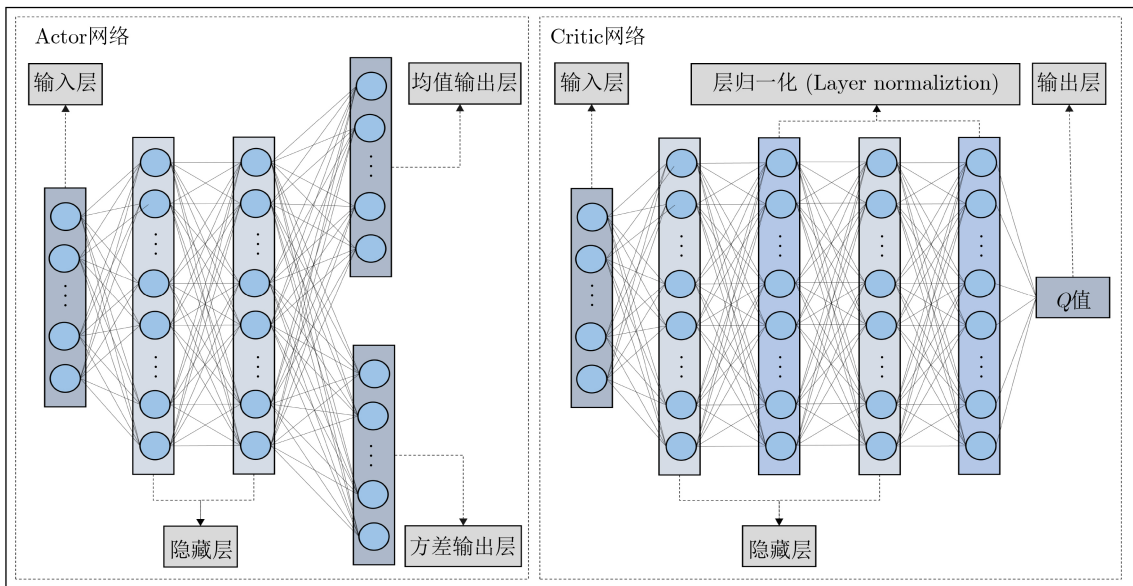 Actor网络
输入层
均值输出层
隐藏层
方差输出层
Critic网络
输入层
层归一化 (Layer normaliztion)
输出层
Q值
隐藏层